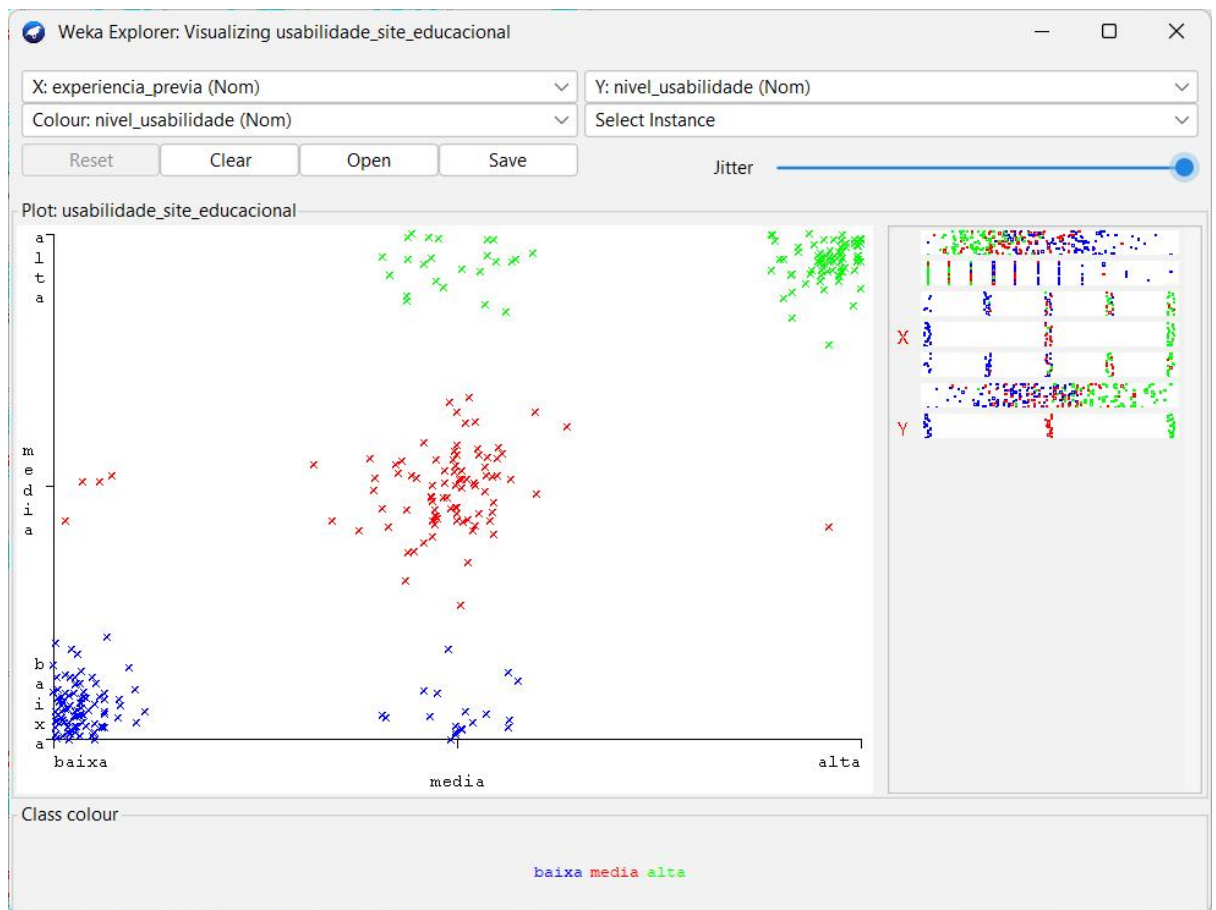 Weka Explorer: Visualizing usabilidade_site_educacional
X: experiencia_previa (Nom)
Y: nivel_usabilidade (Nom)
Colour: nivel_usabilidade (Nom)
Select Instance
Reset
Clear
Open
Save
Jitter
Plot: usabilidade_site_educacional
alta
media
baixa
X
Y
baixa
media
alta
Class colour
baixa media alta